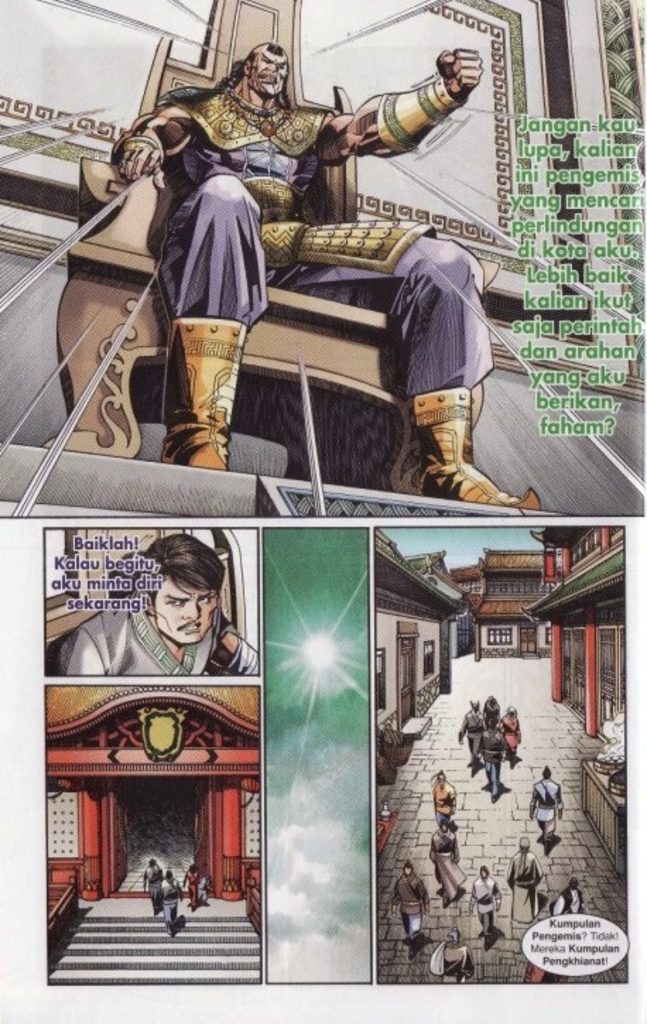 Jangan kau
lupa, kalian
ini pengemis
yang mencari
perlindungan
di kota aku.
Lebih baik
kalian ikut
saja perintah
dan arahan
yang aku
berikan,
faham?
Baiklah!
Kalau begitu,
aku minta diri
sekarang!
Kumpulan
Pengemis? Tidak!
Mereka Kumpulan
Pengkhianat!